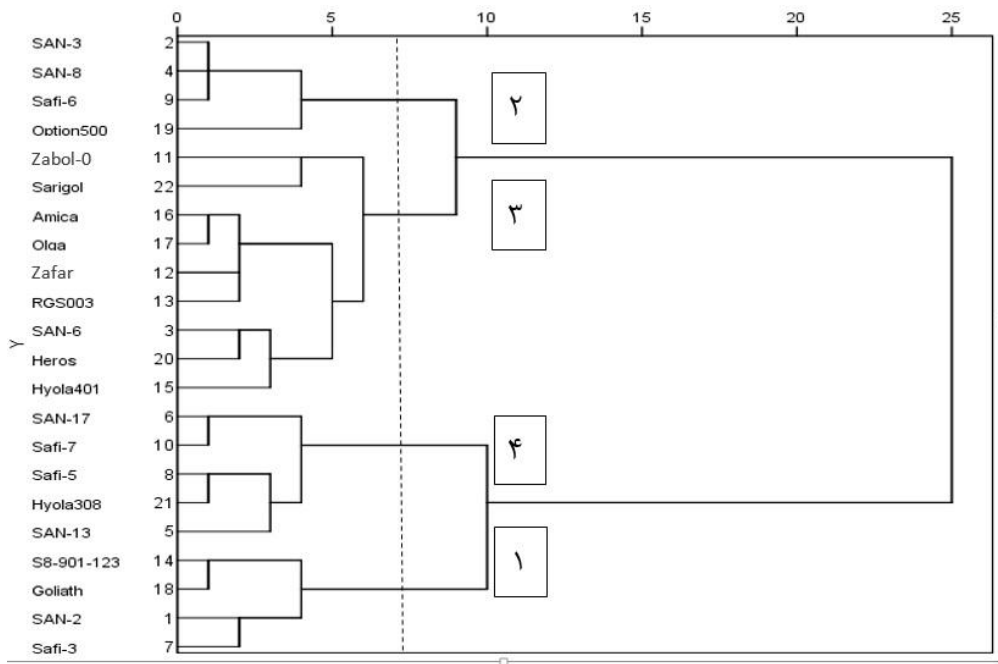 0 5 10 15 20 25
SAN-3 2
SAN-8 4
Safi-6 9
Option500 19
Zabol-0 11
Sarigol 22
Amica 16
Olga 17
Zafar 12
RGS003 13
SAN-6 3
Heros 20
Hyola401 15
SAN-17 6
Safi-7 10
Safi-5 8
Hyola308 21
SAN-13 5
S8-901-123 14
Goliath 18
SAN-2 1
Safi-3 7
Y
۲
۳
۴
۱